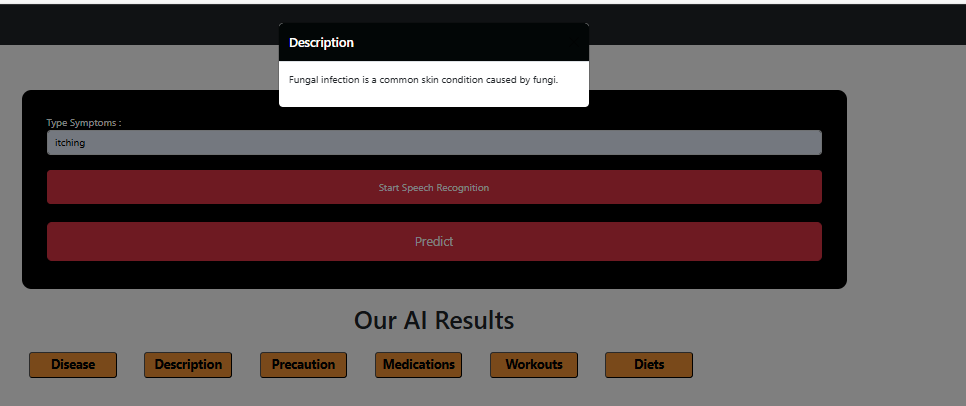 Description
Fungal infection is a common skin condition caused by fungi.
Type Symptoms :
itching
Start Speech Recognition
Predict
Our AI Results
Disease Description Precaution Medications Workouts Diets